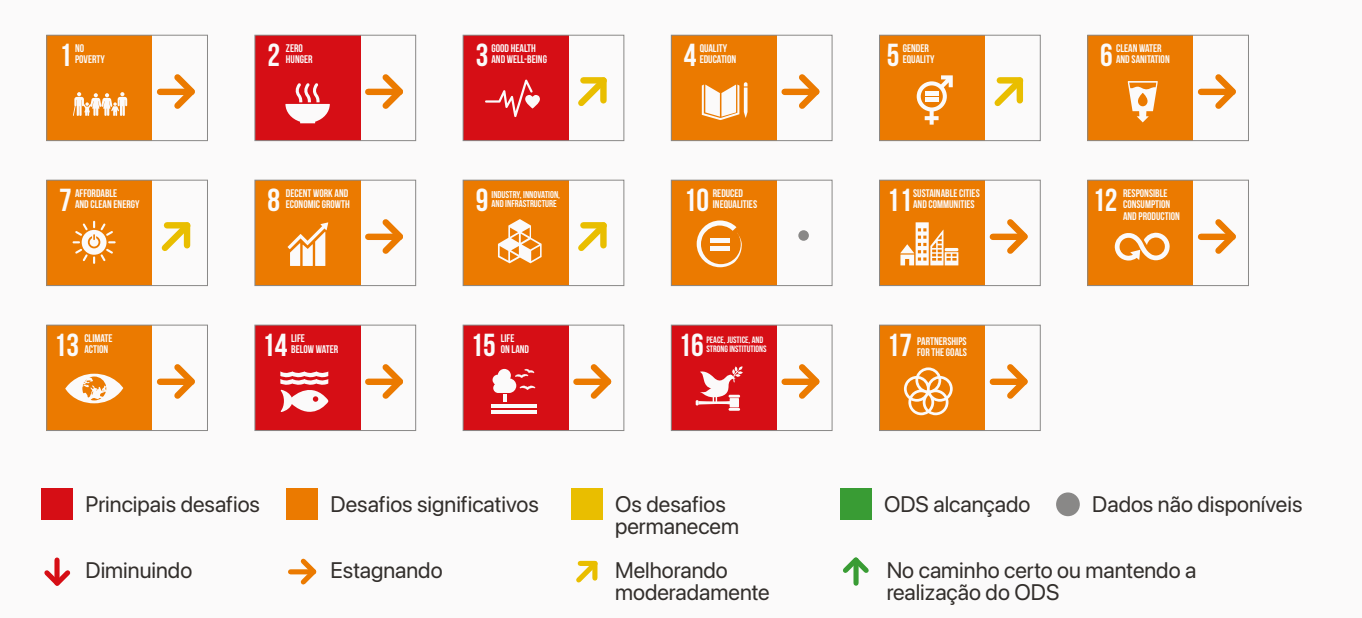 1 NO
POVERTY
2 ZERO
HUNGER
3 GOOD HEALTH
AND WELL-BEING
4 QUALITY
EDUCATION
5 GENDER
EQUALITY
6 CLEAN WATER
AND SANITATION
7 AFFORDABLE
AND CLEAN ENERGY
8 DECENT WORK AND
ECONOMIC GROWTH
9 INDUSTRY, INNOVATION
AND INFRASTRUCTURE
10 REDUCED
INEQUALITIES
11 SUSTAINABLE CITIES
AND COMMUNITIES
12 RESPONSIBLE
CONSUMPTION
AND PRODUCTION
13 CLIMATE
ACTION
14 LIFE
BELOW WATER
15 LIFE
ON LAND
16 PEACE, JUSTICE, AND
STRONG INSTITUTIONS
17 PARTNERSHIPS
FOR THE GOALS
Principais desafios
Desafios significativos
Os desafios
permanecem
ODS alcançado
Dados não disponíveis
Diminuindo
Estagnando
Melhorando
moderadamente
No caminho certo ou mantendo a
realização do ODS